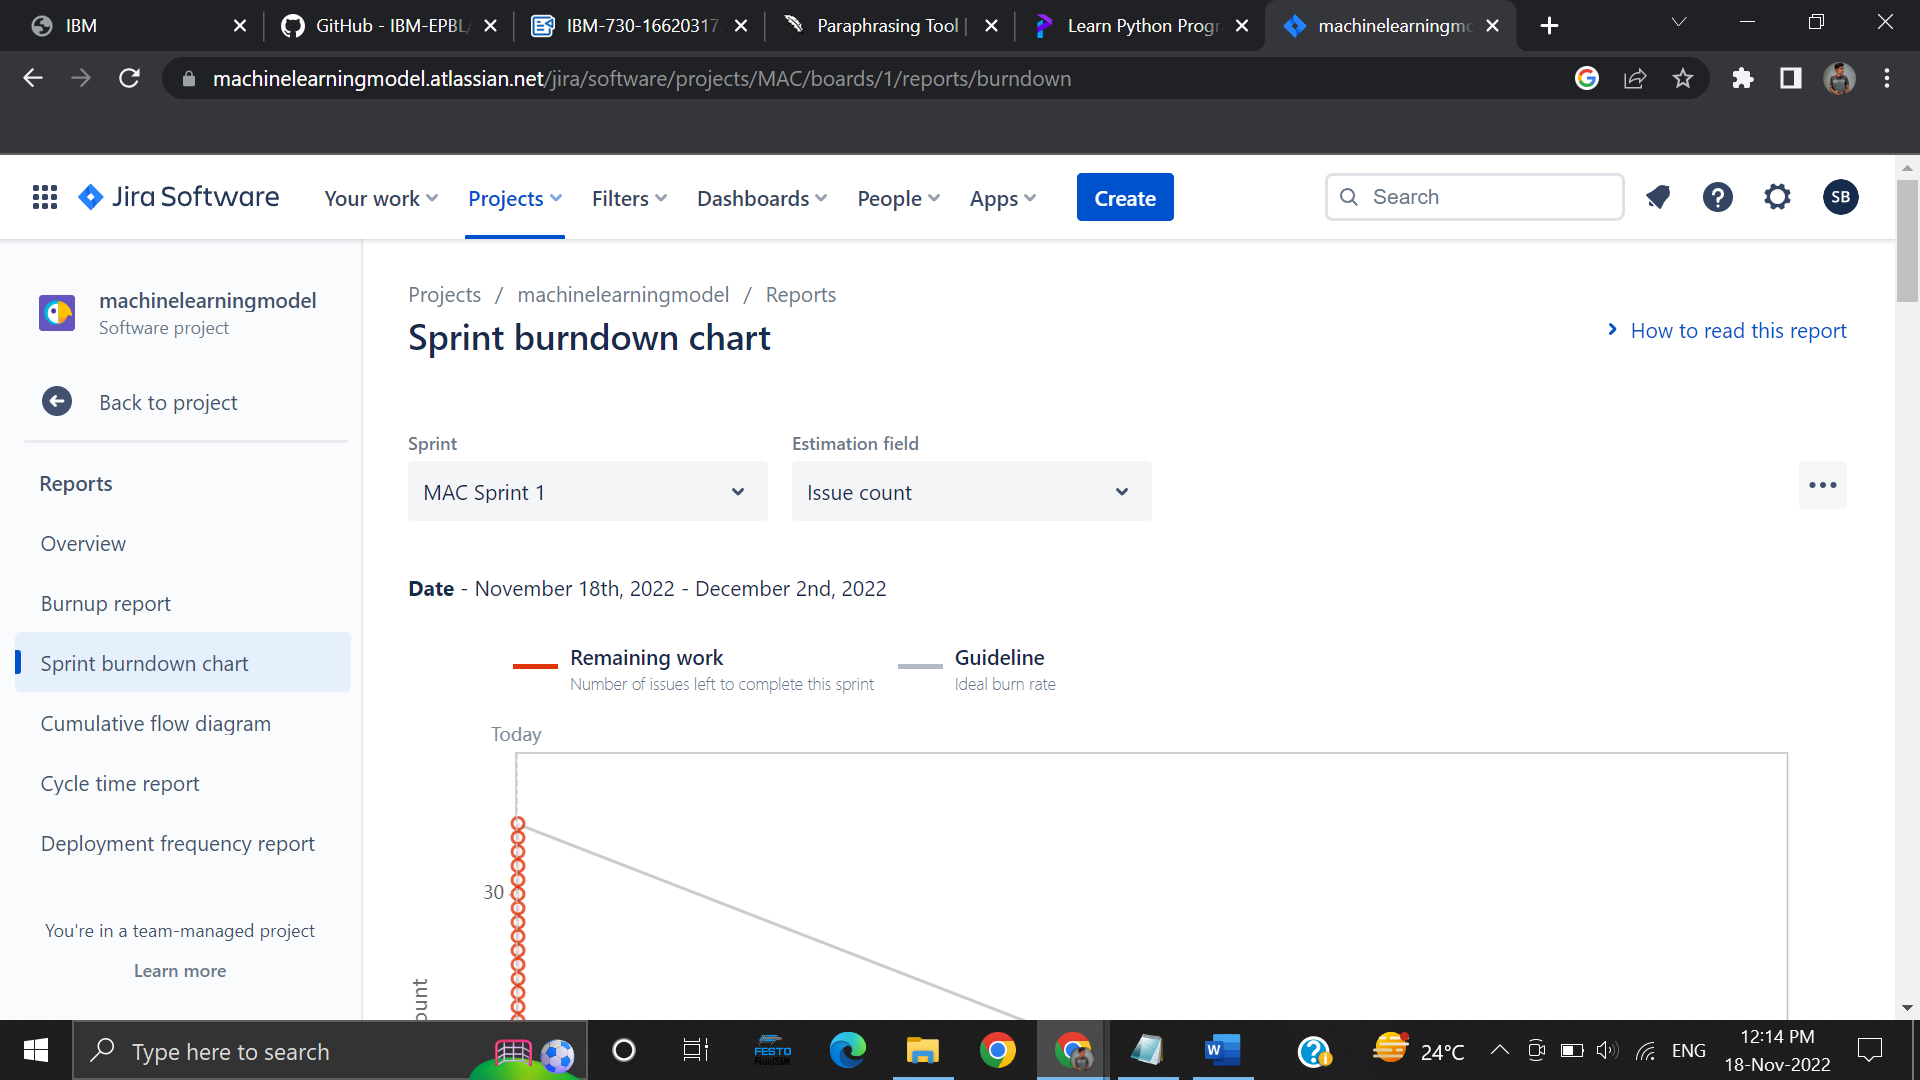 IBM
GitHub - IBM-EPBL/
IBM-730-16620317
Paraphrasing Tool |
Learn Python Progr
machinelearningmo
machinelearningmodel.atlassian.net/jira/software/projects/MAC/boards/1/reports/burndown
Jira Software
Your work
Projects
Filters
Dashboards
People
Apps
Create
Search
SB
machinelearningmodel
Software project
Back to project
Reports
Overview
Burnup report
Sprint burndown chart
Cumulative flow diagram
Cycle time report
Deployment frequency report
You're in a team-managed project
Learn more
Projects / machinelearningmodel / Reports
Sprint burndown chart
How to read this report
Sprint
MAC Sprint 1
Estimation field
Issue count
Date - November 18th, 2022 - December 2nd, 2022
Remaining work
Number of issues left to complete this sprint
Guideline
Ideal burn rate
Today
30
Type here to search
FESTO
FluidSIM
24°C
ENG
12:14 PM
18-Nov-2022